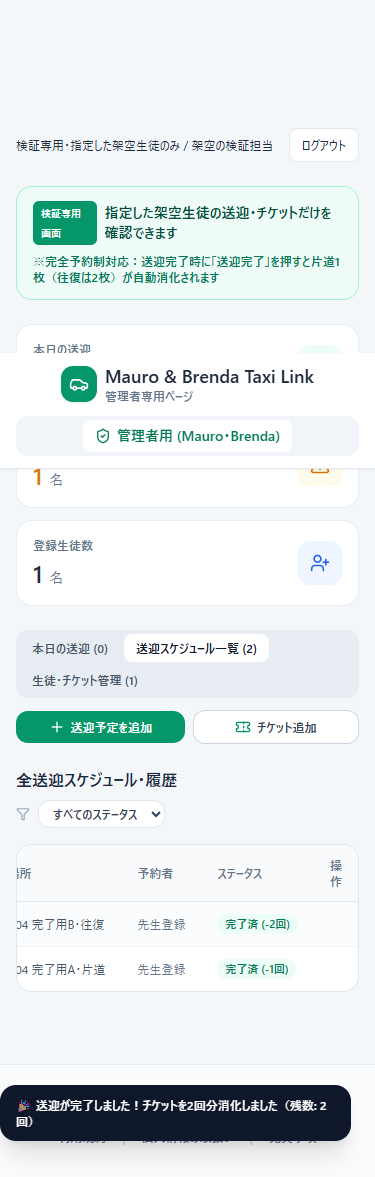 検証専用・指定した架空生徒のみ / 架空の検証担当
ログアウト
検証専用
画面
指定した架空生徒の送迎・チケットだけを
確認できます
※完全予約制対応：送迎完了時に「送迎完了」を押すと片道1
枚（往復は2枚）が自動消化されます
本日の送迎
Mauro & Brenda Taxi Link
管理者専用ページ
管理者用 (Mauro・Brenda)
1 名
登録生徒数
1 名
本日の送迎 (0)
送迎スケジュール一覧 (2)
生徒・チケット管理 (1)
送迎予定を追加
チケット追加
全送迎スケジュール・履歴
すべてのステータス
所
予約者
ステータス
操
作
04 完了用B・往復
先生登録
完了済 (-2回)
04 完了用A・片道
先生登録
完了済 (-1回)
🎉 送迎が完了しました！チケットを2回分消化しました（残数: 2
回）